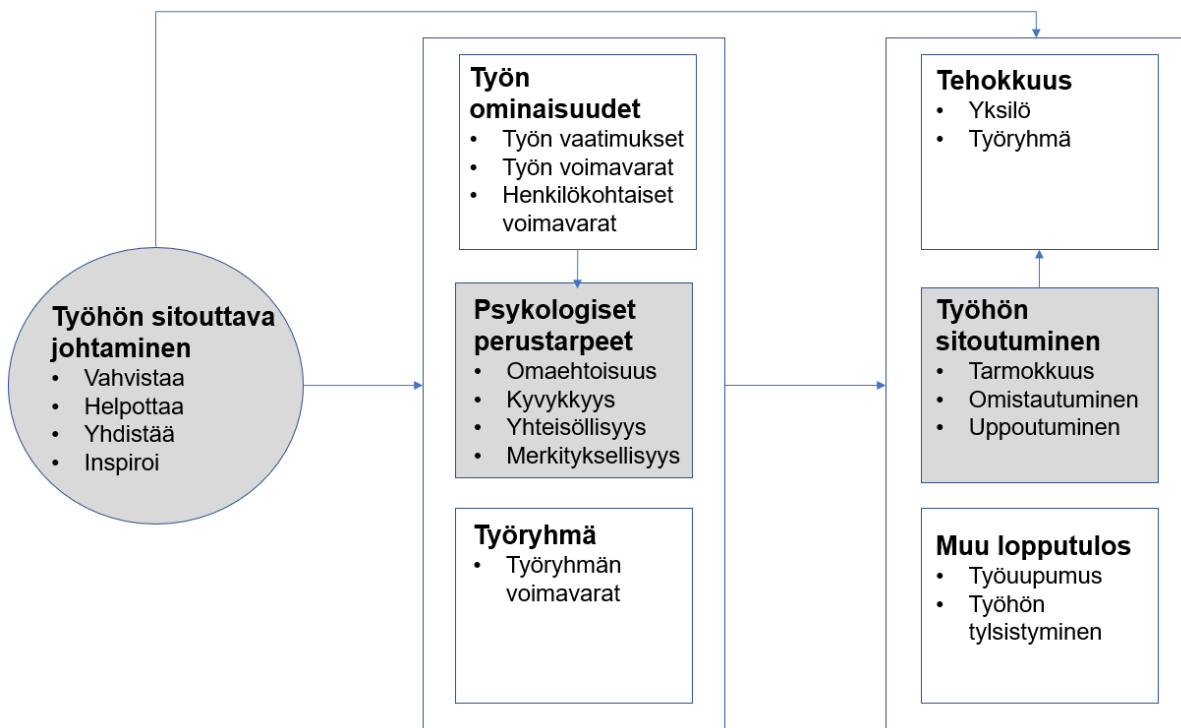 Työhön sitouttava
johtaminen
• Vahvistaa
• Helpottaa
• Yhdistää
• Inspiroi
Työn
ominaisuudet
• Työn vaatimukset
• Työn voimavarat
• Henkilökohtaiset
voimavarat
Psykologiset
perustarpeet
• Omaehtoisuus
• Kyvykkyys
• Yhteisöllisyys
• Merkityksellisyys
Työryhmä
• Työryhmän
voimavarat
Tehokkuus
• Yksilö
• Työryhmä
Työhön
sitoutuminen
• Tarmokkuus
• Omistautuminen
• Uppoutuminen
Muu lopputulos
• Työuupumus
• Työhön
tylsistyminen